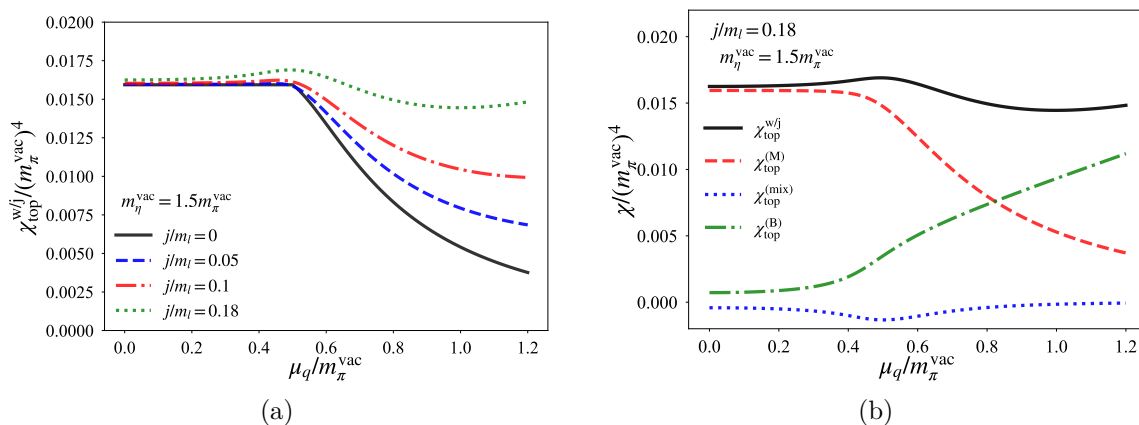 0.0200
0.0175
0.0150
0.0125
0.0100
0.0075
0.0050
0.0025
0.0000
χ_top^{w/j}/(m_π^{vac})^4
m_η^{vac} = 1.5m_π^{vac}
j/m_l = 0
j/m_l = 0.05
j/m_l = 0.1
j/m_l = 0.18
0.0 0.2 0.4 0.6 0.8 1.0 1.2
μ_q/m_π^{vac}
(a)
0.020
0.015
0.010
0.005
0.000
χ/(m_π^{vac})^4
j/m_l = 0.18
m_η^{vac} = 1.5m_π^{vac}
χ_top^{w/j}
χ_top^{(M)}
χ_top^{(mix)}
χ_top^{(B)}
0.0 0.2 0.4 0.6 0.8 1.0 1.2
μ_q/m_π^{vac}
(b)